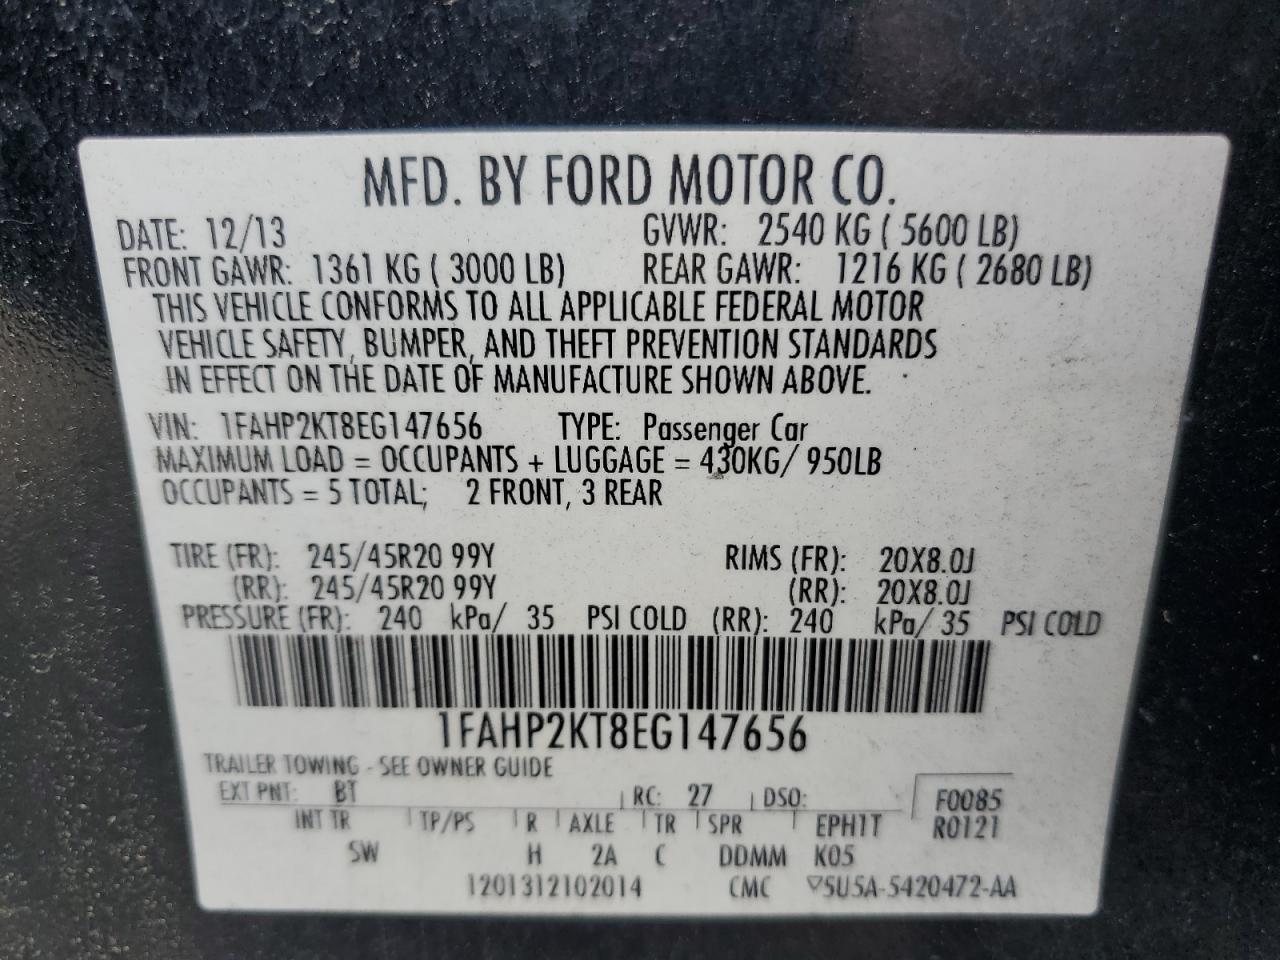 MFD. BY FORD MOTOR CO.
DATE: 12/13 GVWR: 2540 KG ( 5600 LB)
FRONT GAWR: 1361 KG ( 3000 LB) REAR GAWR: 1216 KG ( 2680 LB)
THIS VEHICLE CONFORMS TO ALL APPLICABLE FEDERAL MOTOR
VEHICLE SAFETY, BUMPER, AND THEFT PREVENTION STANDARDS
IN EFFECT ON THE DATE OF MANUFACTURE SHOWN ABOVE.
VIN: 1FAHP2KT8EG147656 TYPE: Passenger Car
MAXIMUM LOAD = OCCUPANTS + LUGGAGE = 430KG/ 950LB
OCCUPANTS = 5 TOTAL; 2 FRONT, 3 REAR
TIRE (FR): 245/45R20 99Y RIMS (FR): 20X8.0J
(RR): 245/45R20 99Y (RR): 20X8.0J
PRESSURE (FR): 240 kPa/ 35 PSI COLD (RR): 240 kPa/ 35 PSI COLD
1FAHP2KT8EG147656
TRAILER TOWING - SEE OWNER GUIDE
EXT PNT: BT RC: 27 DSO: F0085
INT TR TP/PS R AXLE TR SPR EPH1T R0121
SW H 2A C DDMM K05
1201312102014 CMC ▽5U5A-5420472-AA